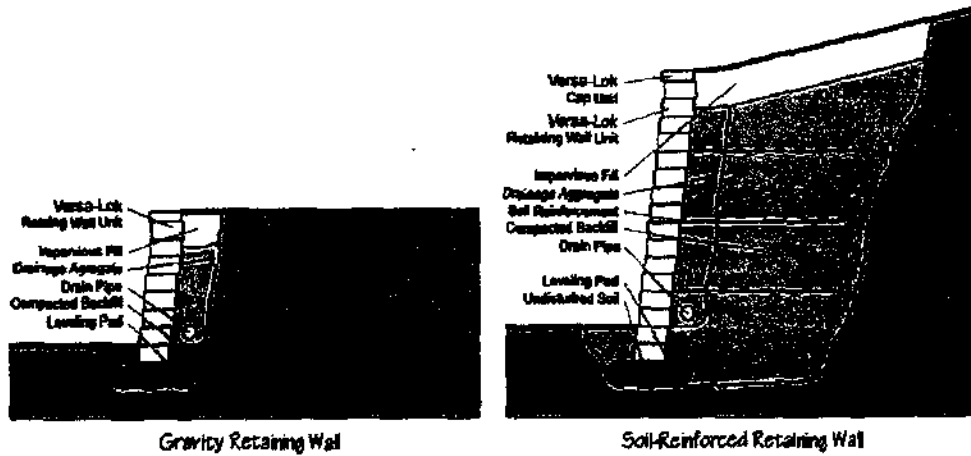 Versa-Lok
Retaining Wall Unit
Impervious Fill
Drainage Agregate
Drain Pipe
Compacted Backfill
Leveling Pad
Gravity Retaining Wall
Versa-Lok
Cap Unit
Versa-Lok
Retaining Wall Unit
Impervious Fill
Drainage Aggregate
Soil Reinforcement
Compacted Backfill
Drain Pipe
Leveling Pad
Undisturbed Soil
Soil-Reinforced Retaining Wall